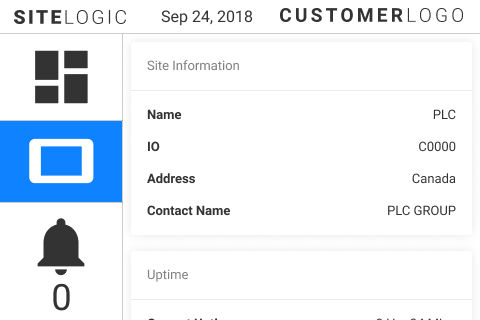 SITELOGIC Sep 24, 2018 CUSTOMERLOGO
Site Information
Name PLC
IO C0000
Address Canada
Contact Name PLC GROUP
Uptime
0